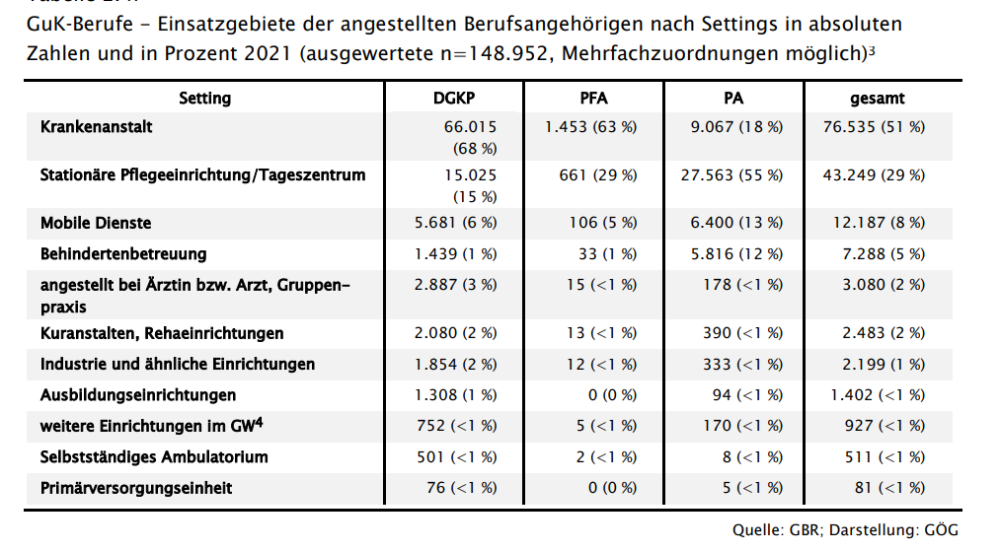 GuK-Berufe – Einsatzgebiete der angestellten Berufsangehörigen nach Settings in absoluten
Zahlen und in Prozent 2021 (ausgewertete n=148.952, Mehrfachzuordnungen möglich)³
Setting DGKP PFA PA gesamt
Krankenanstalt 66.015 1.453 (63 %) 9.067 (18 %) 76.535 (51 %)
(68 %)
Stationäre Pflegeeinrichtung/Tageszentrum 15.025 661 (29 %) 27.563 (55 %) 43.249 (29 %)
(15 %)
Mobile Dienste 5.681 (6 %) 106 (5 %) 6.400 (13 %) 12.187 (8 %)
Behindertenbetreuung 1.439 (1 %) 33 (1 %) 5.816 (12 %) 7.288 (5 %)
angestellt bei Ärztin bzw. Arzt, Gruppen- 2.887 (3 %) 15 (<1 %) 178 (<1 %) 3.080 (2 %)
praxis
Kuranstalten, Rehaeinrichtungen 2.080 (2 %) 13 (<1 %) 390 (<1 %) 2.483 (2 %)
Industrie und ähnliche Einrichtungen 1.854 (2 %) 12 (<1 %) 333 (<1 %) 2.199 (1 %)
Ausbildungseinrichtungen 1.308 (1 %) 0 (0 %) 94 (<1 %) 1.402 (<1 %)
weitere Einrichtungen im GW⁴ 752 (<1 %) 5 (<1 %) 170 (<1 %) 927 (<1 %)
Selbstständiges Ambulatorium 501 (<1 %) 2 (<1 %) 8 (<1 %) 511 (<1 %)
Primärversorgungseinheit 76 (<1 %) 0 (0 %) 5 (<1 %) 81 (<1 %)
Quelle: GBR; Darstellung: GÖG